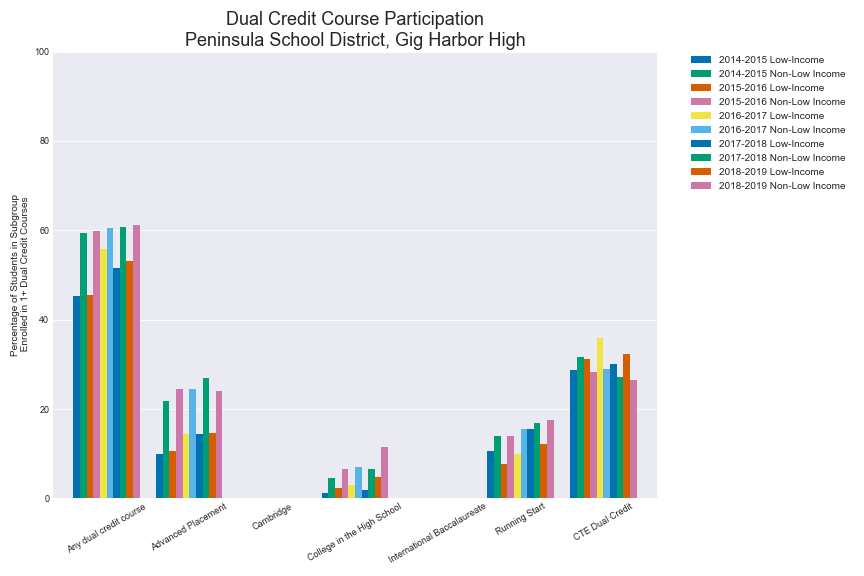 Dual Credit Course Participation
Peninsula School District, Gig Harbor High
Percentage of Students in Subgroup
Enrolled in 1+ Dual Credit Courses
100
80
60
40
20
0
Any dual credit course
Advanced Placement
Cambridge
College in the High School
International Baccalaureate
Running Start
CTE Dual Credit
2014-2015 Low-Income
2014-2015 Non-Low Income
2015-2016 Low-Income
2015-2016 Non-Low Income
2016-2017 Low-Income
2016-2017 Non-Low Income
2017-2018 Low-Income
2017-2018 Non-Low Income
2018-2019 Low-Income
2018-2019 Non-Low Income